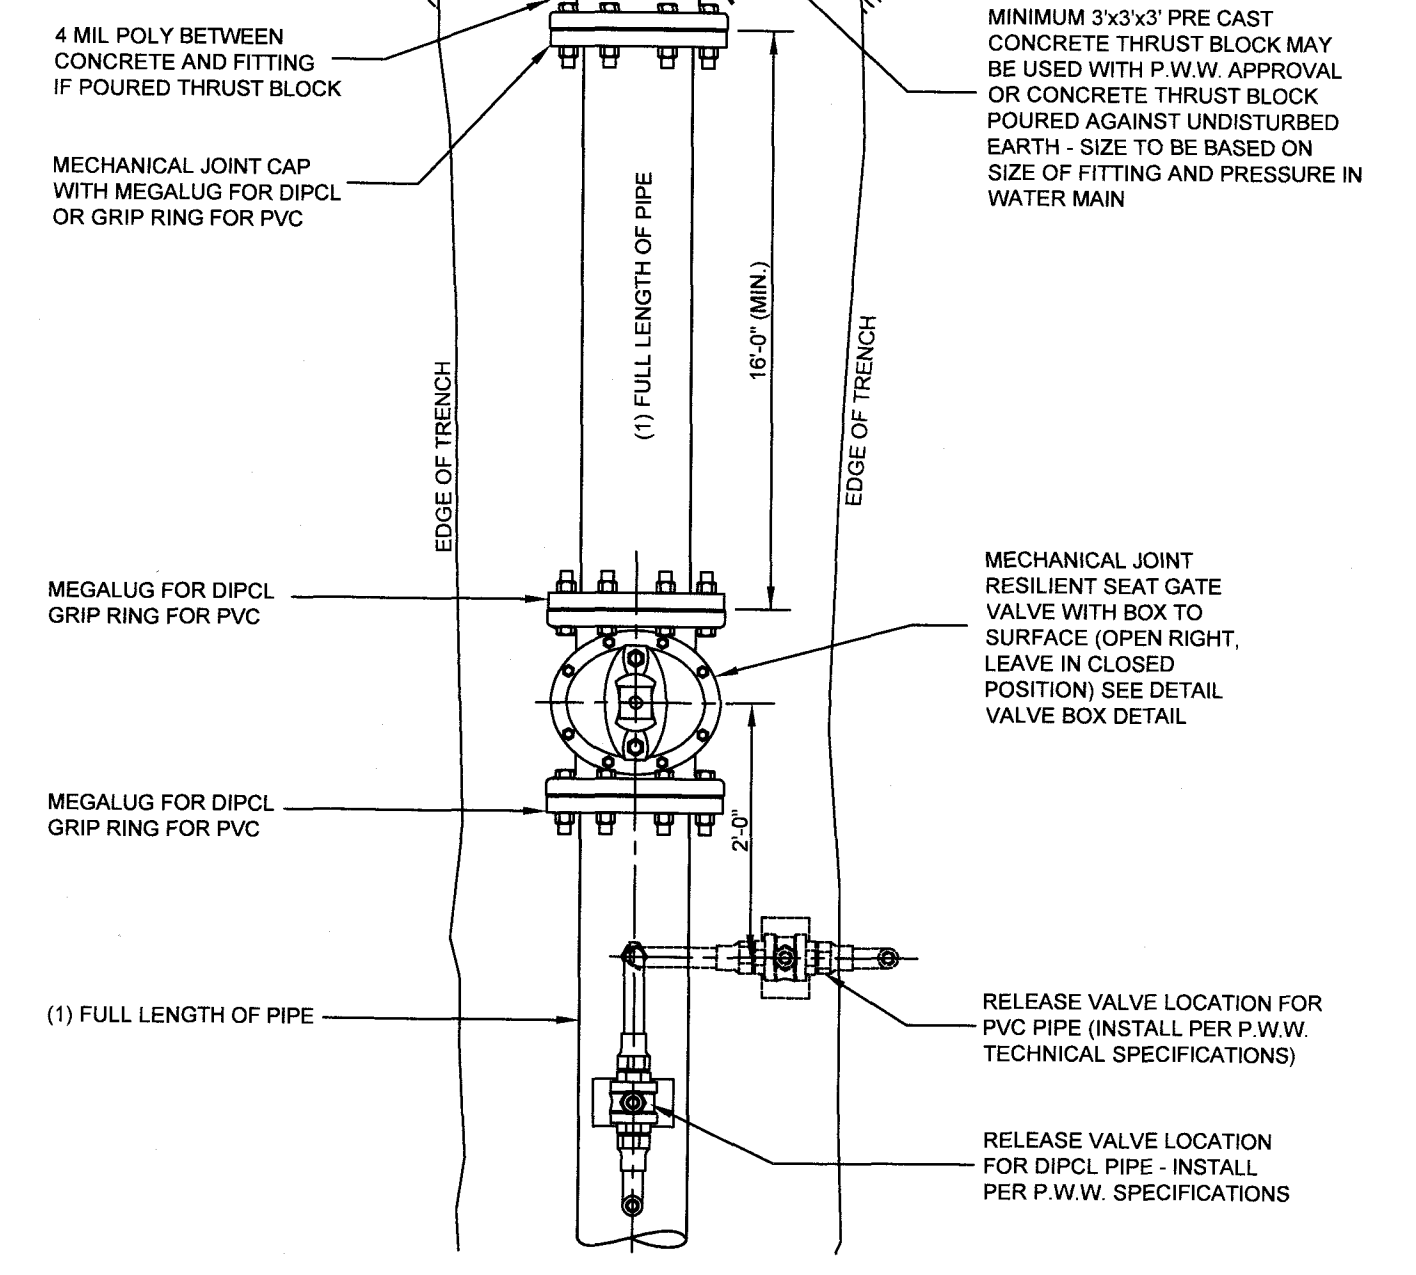 4 MIL POLY BETWEEN
CONCRETE AND FITTING
IF POURED THRUST BLOCK
MECHANICAL JOINT CAP
WITH MEGALUG FOR DIPCL
OR GRIP RING FOR PVC
MINIMUM 3'x3'x3' PRE CAST
CONCRETE THRUST BLOCK MAY
BE USED WITH P.W.W. APPROVAL
OR CONCRETE THRUST BLOCK
POURED AGAINST UNDISTURBED
EARTH - SIZE TO BE BASED ON
SIZE OF FITTING AND PRESSURE IN
WATER MAIN
(1) FULL LENGTH OF PIPE
16'-0" (MIN.)
EDGE OF TRENCH
EDGE OF TRENCH
MEGALUG FOR DIPCL
GRIP RING FOR PVC
MECHANICAL JOINT
RESILIENT SEAT GATE
VALVE WITH BOX TO
SURFACE (OPEN RIGHT,
LEAVE IN CLOSED
POSITION) SEE DETAIL
VALVE BOX DETAIL
MEGALUG FOR DIPCL
GRIP RING FOR PVC
2'-0"
(1) FULL LENGTH OF PIPE
RELEASE VALVE LOCATION FOR
PVC PIPE (INSTALL PER P.W.W.
TECHNICAL SPECIFICATIONS)
RELEASE VALVE LOCATION
FOR DIPCL PIPE - INSTALL
PER P.W.W. SPECIFICATIONS